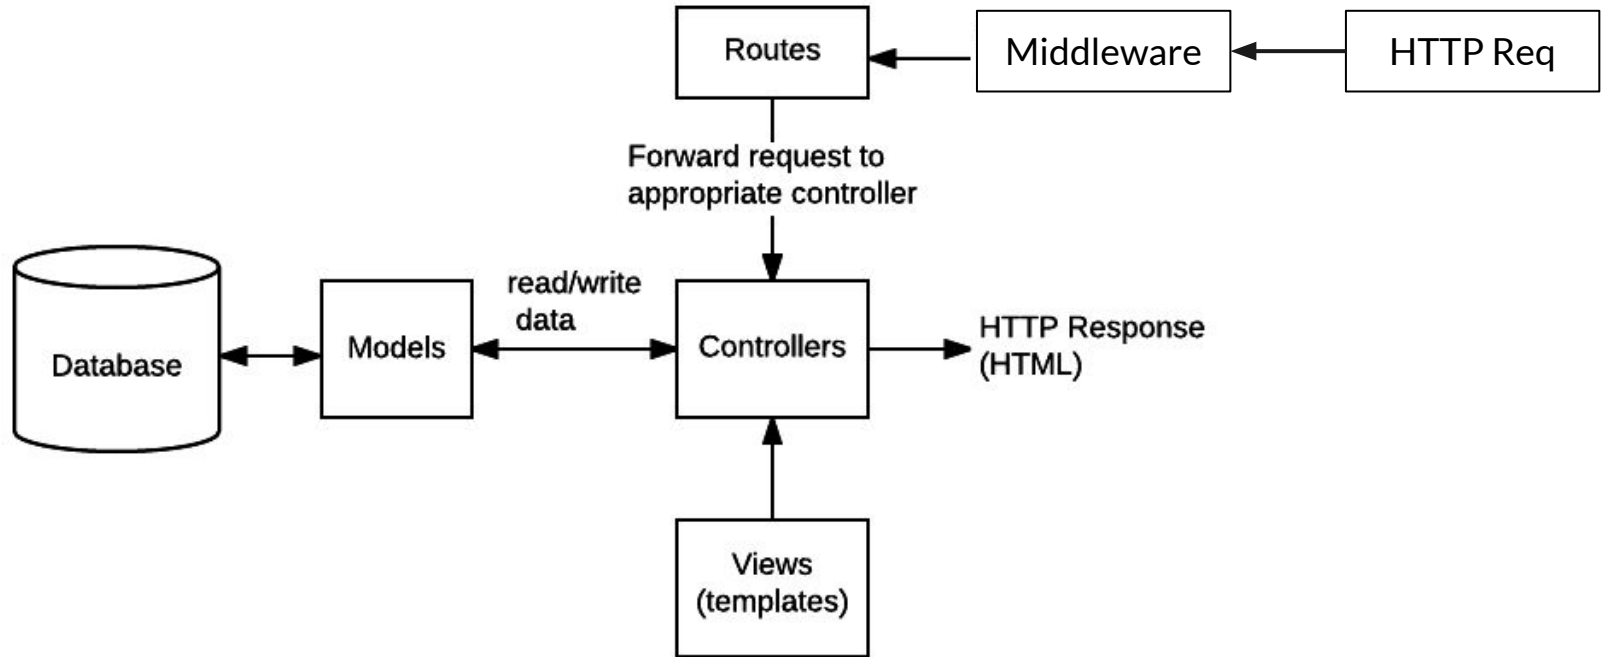 Routes
Middleware
HTTP Req
Forward request to
appropriate controller
read/write
data
Database
Models
Controllers
HTTP Response
(HTML)
Views
(templates)